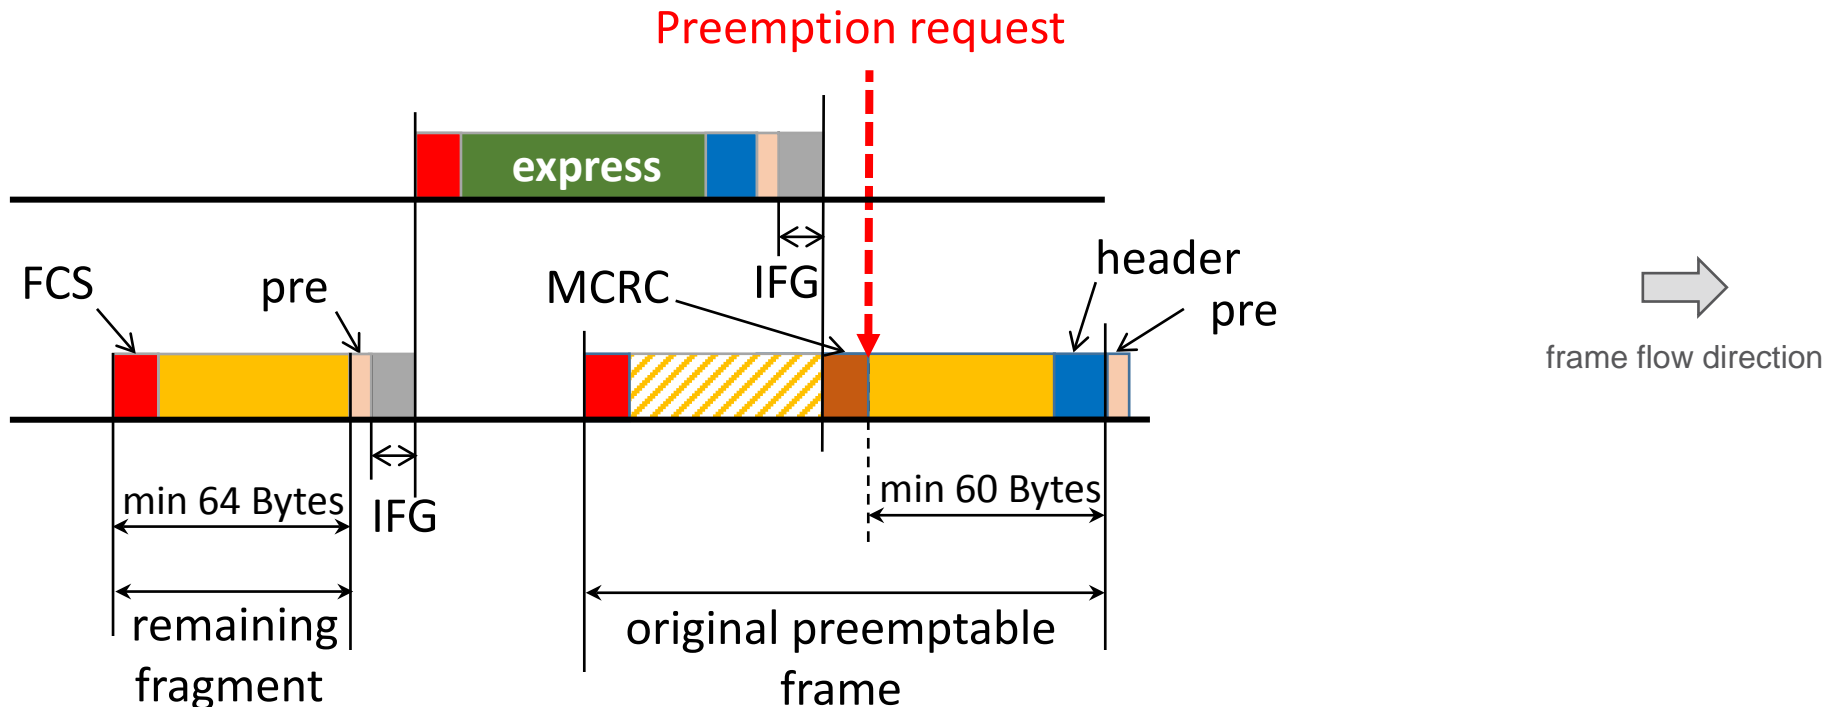 Preemption request
express
FCS
pre
MCRC
IFG
header
pre
frame flow direction
min 64 Bytes
IFG
min 60 Bytes
remaining
fragment
original preemptable
frame